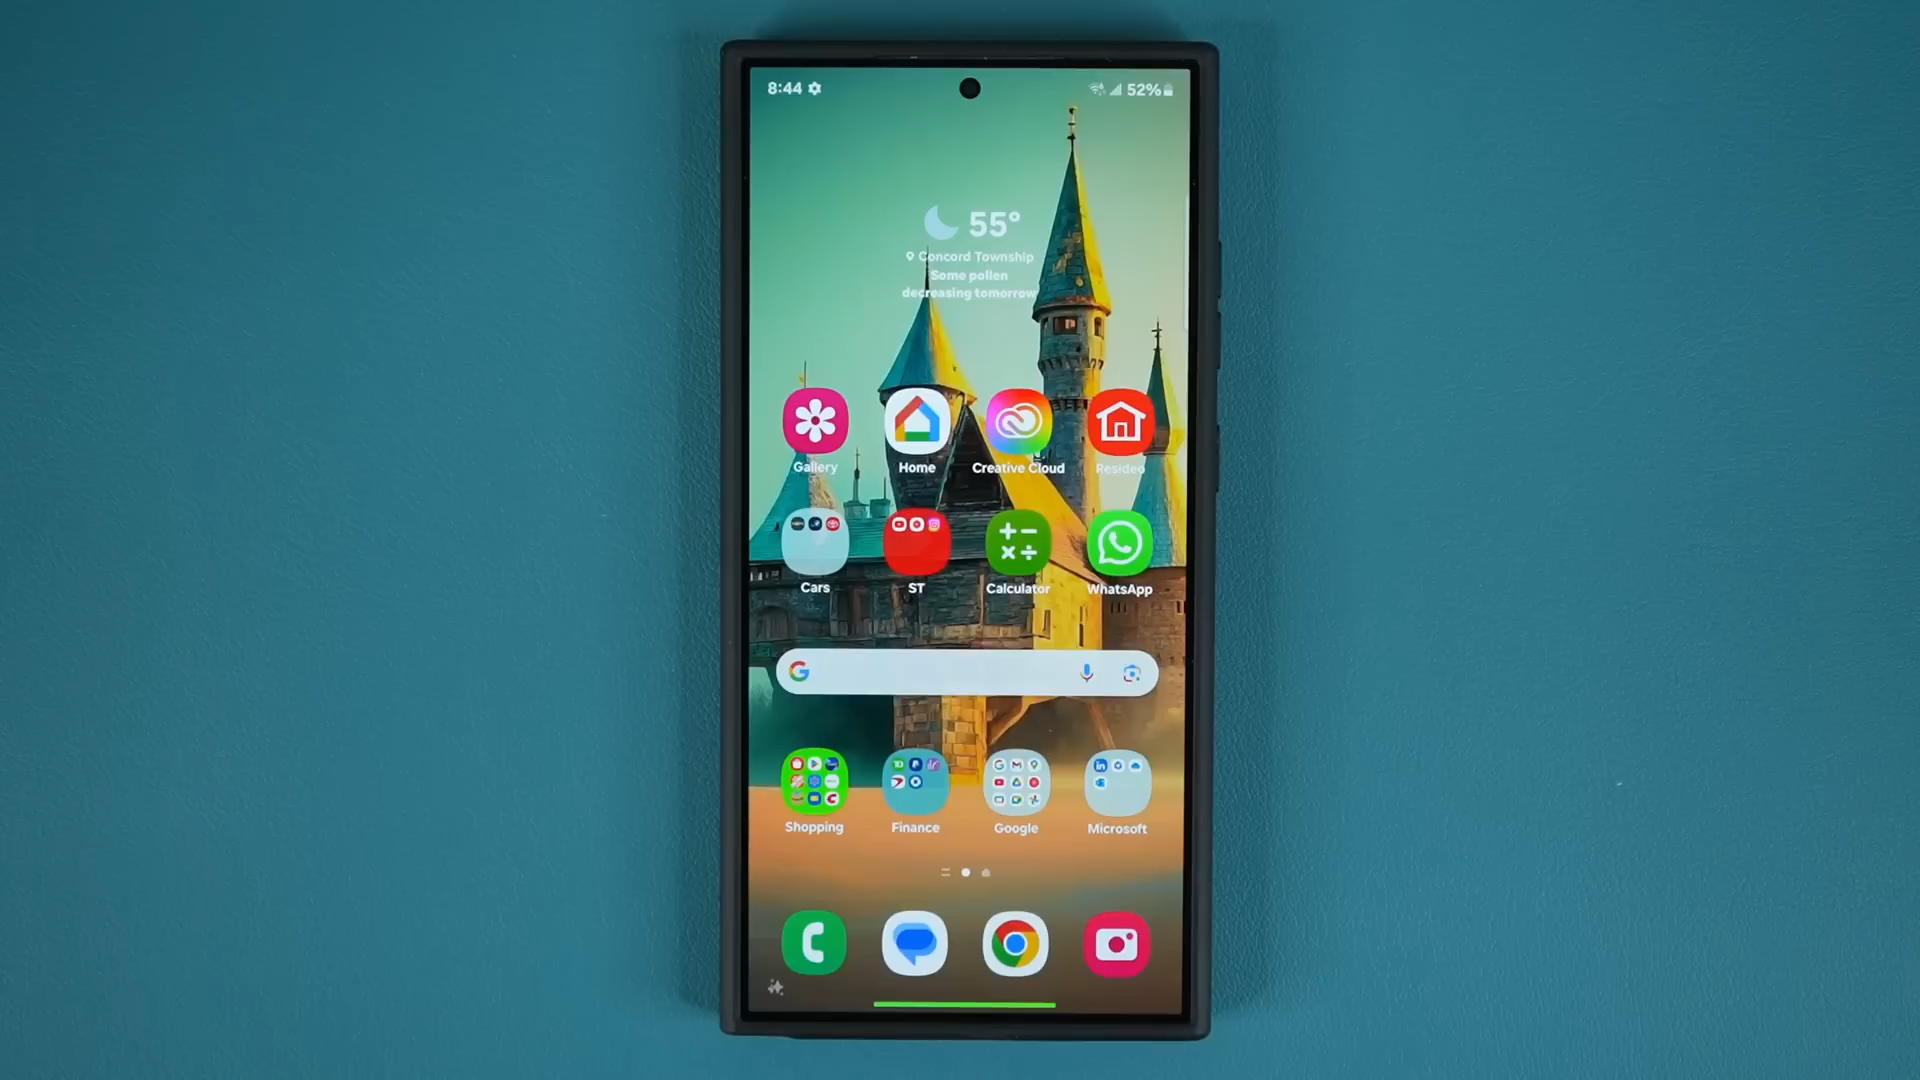 8:44 52%
55°
Concord Township
Some pollen
decreasing tomorrow
Gallery Home Creative Cloud Resideo
Cars ST Calculator WhatsApp
Shopping Finance Google Microsoft